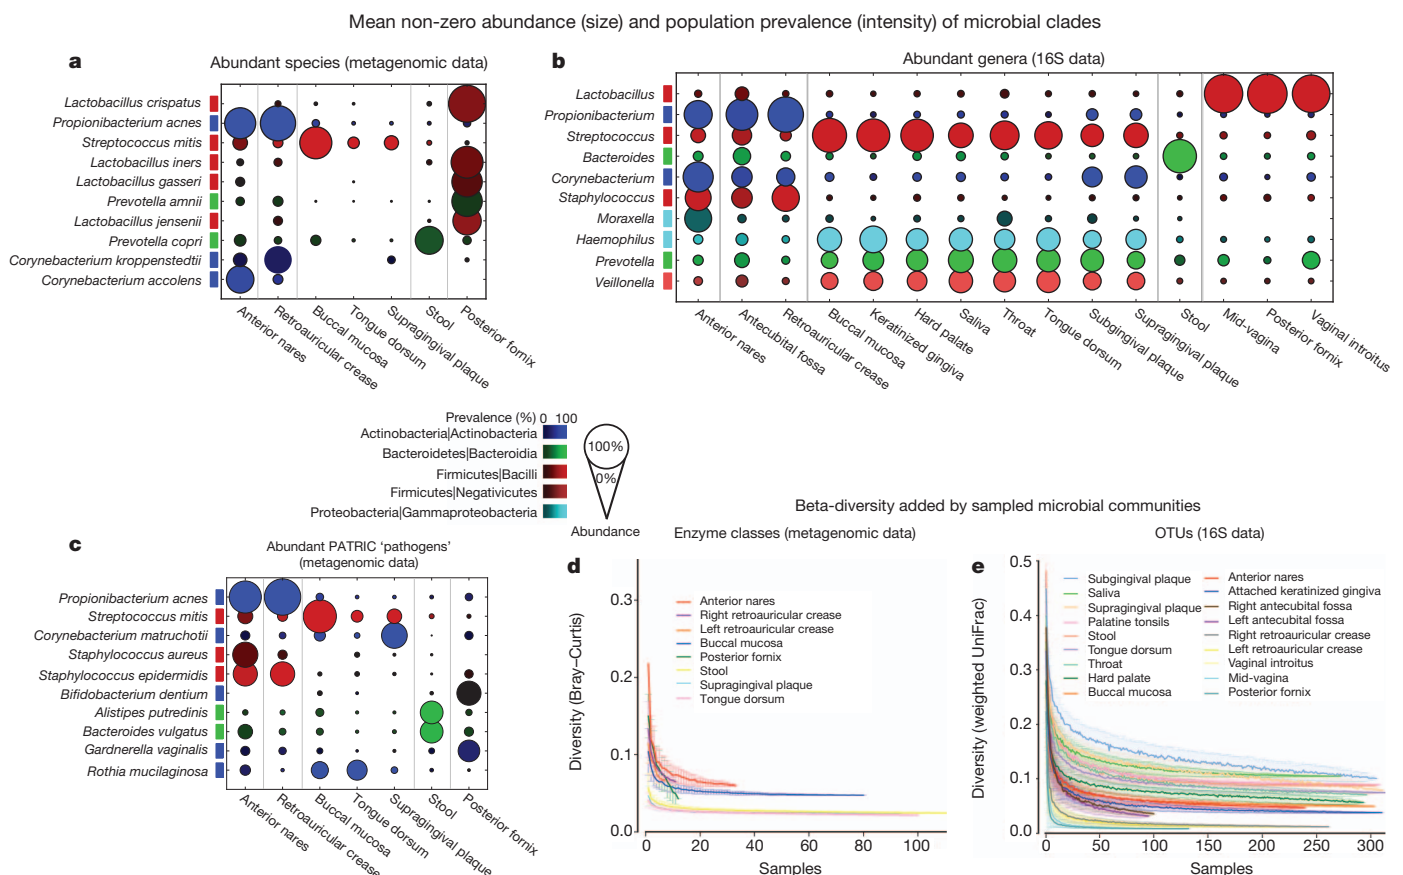 Mean non-zero abundance (size) and population prevalence (intensity) of microbial clades
a
Abundant species (metagenomic data)
Lactobacillus crispatus
Propionibacterium acnes
Streptococcus mitis
Lactobacillus iners
Lactobacillus gasseri
Prevotella amnii
Lactobacillus jensenii
Prevotella copri
Corynebacterium kroppenstedtii
Corynebacterium accolens
Anterior nares
Retroauricular crease
Buccal mucosa
Tongue dorsum
Supragingival plaque
Stool
Posterior fornix
b
Abundant genera (16S data)
Lactobacillus
Propionibacterium
Streptococcus
Bacteroides
Corynebacterium
Staphylococcus
Moraxella
Haemophilus
Prevotella
Veillonella
Anterior nares
Antecubital fossa
Retroauricular crease
Buccal mucosa
Keratinized gingiva
Hard palate
Saliva
Throat
Tongue dorsum
Subgingival plaque
Supragingival plaque
Stool
Mid-vagina
Posterior fornix
Vaginal introitus
Prevalence (%) 0 100
Actinobacteria|Actinobacteria
Bacteroidetes|Bacteroidia
Firmicutes|Bacilli
Firmicutes|Negativicutes
Proteobacteria|Gammaproteobacteria
100%
0%
Abundance
c
Abundant PATRIC 'pathogens'
(metagenomic data)
Propionibacterium acnes
Streptococcus mitis
Corynebacterium matruchotii
Staphylococcus aureus
Staphylococcus epidermidis
Bifidobacterium dentium
Alistipes putredinis
Bacteroides vulgatus
Gardnerella vaginalis
Rothia mucilaginosa
Anterior nares
Retroauricular crease
Buccal mucosa
Tongue dorsum
Supragingival plaque
Stool
Posterior fornix
Beta-diversity added by sampled microbial communities
d
Enzyme classes (metagenomic data)
Diversity (Bray–Curtis)
0.3
0.2
0.1
0.0
Anterior nares
Right retroauricular crease
Left retroauricular crease
Buccal mucosa
Posterior fornix
Stool
Supragingival plaque
Tongue dorsum
0 20 40 60 80 100
Samples
e
OTUs (16S data)
Diversity (weighted UniFrac)
0.5
0.4
0.3
0.2
0.1
0.0
Subgingival plaque
Saliva
Supragingival plaque
Palatine tonsils
Stool
Tongue dorsum
Throat
Hard palate
Buccal mucosa
Anterior nares
Attached keratinized gingiva
Right antecubital fossa
Left antecubital fossa
Right retroauricular crease
Left retroauricular crease
Vaginal introitus
Mid-vagina
Posterior fornix
0 50 100 150 200 250 300
Samples